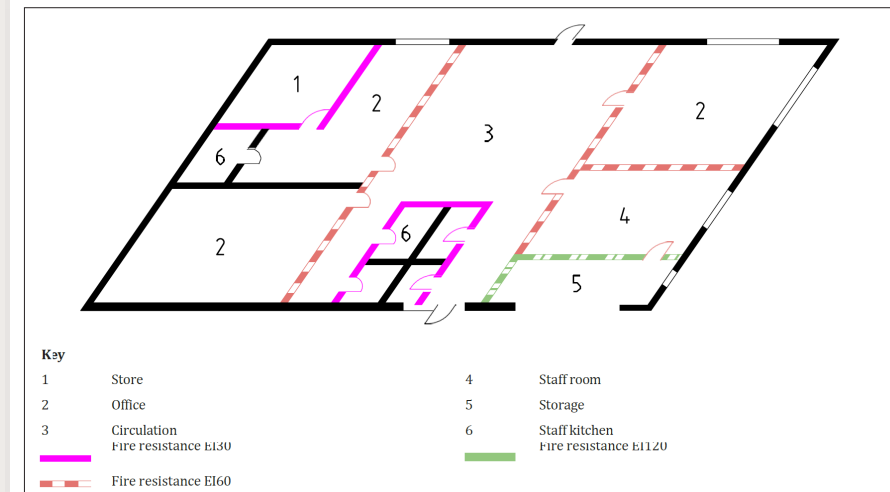 1
2
2
3
6
4
6
2
5
Key
1 Store
2 Office
3 Circulation
Fire resistance EI30
Fire resistance EI60
4 Staff room
5 Storage
6 Staff kitchen
Fire resistance EI120